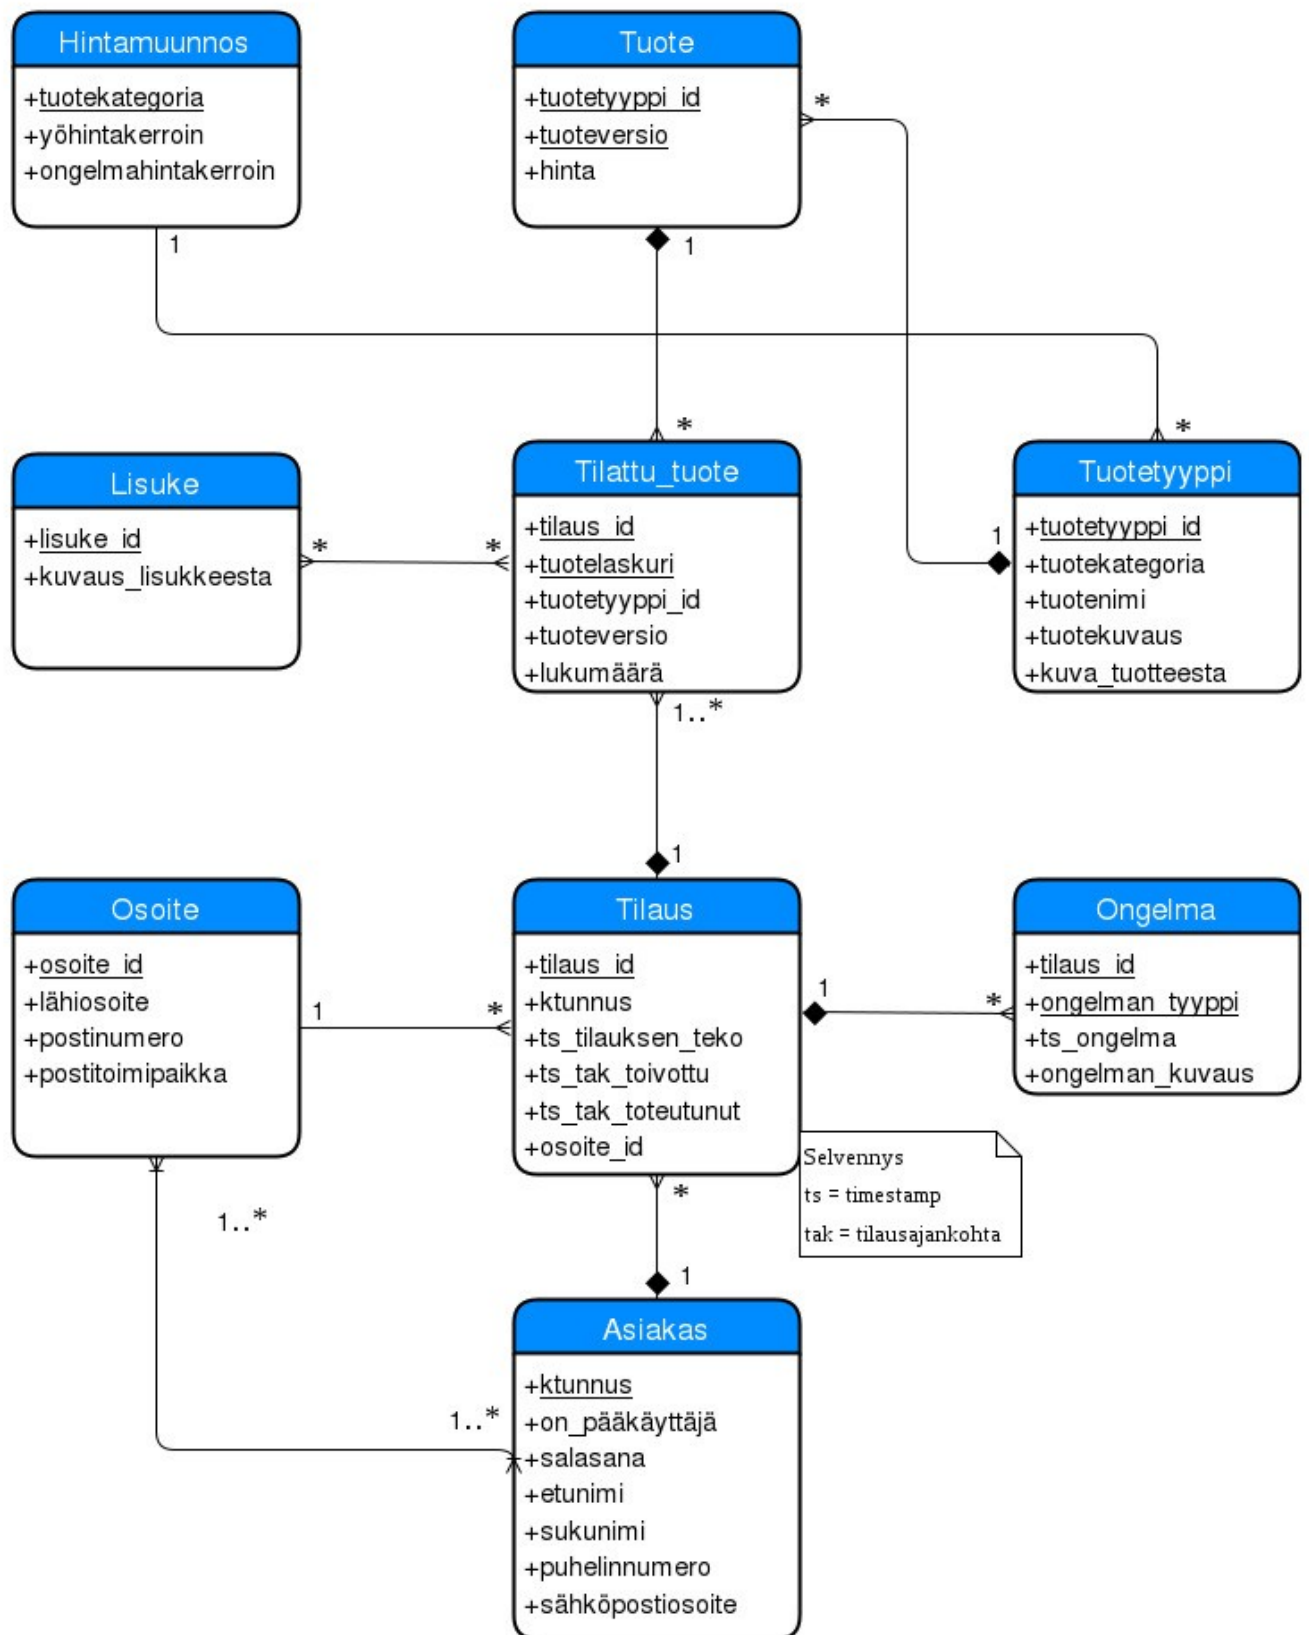 Hintamuunnos
+tuotekategoria
+yöhintakerroin
+ongelmahintakerroin
1
Tuote
+tuotetyyppi_id
+tuoteversio
+hinta
*
1
*
*
Lisuke
+lisuke_id
+kuvaus_lisukkeesta
*
*
Tilattu_tuote
+tilaus_id
+tuotelaskuri
+tuotetyyppi_id
+tuoteversio
+lukumäärä
1..*
1
Tuotetyyppi
+tuotetyyppi_id
+tuotekategoria
+tuotenimi
+tuotekuvaus
+kuva_tuotteesta
1
Osoite
+osoite_id
+lähiosoite
+postinumero
+postitoimipaikka
1
*
1..*
Tilaus
+tilaus_id
+ktunnus
+ts_tilauksen_teko
+ts_tak_toivottu
+ts_tak_toteutunut
+osoite_id
1
*
Ongelma
+tilaus_id
+ongelman_tyyppi
+ts_ongelma
+ongelman_kuvaus
Selvennys
ts = timestamp
tak = tilausajankohta
*
1
1..*
Asiakas
+ktunnus
+on_pääkäyttäjä
+salasana
+etunimi
+sukunimi
+puhelinnumero
+sähköpostiosoite